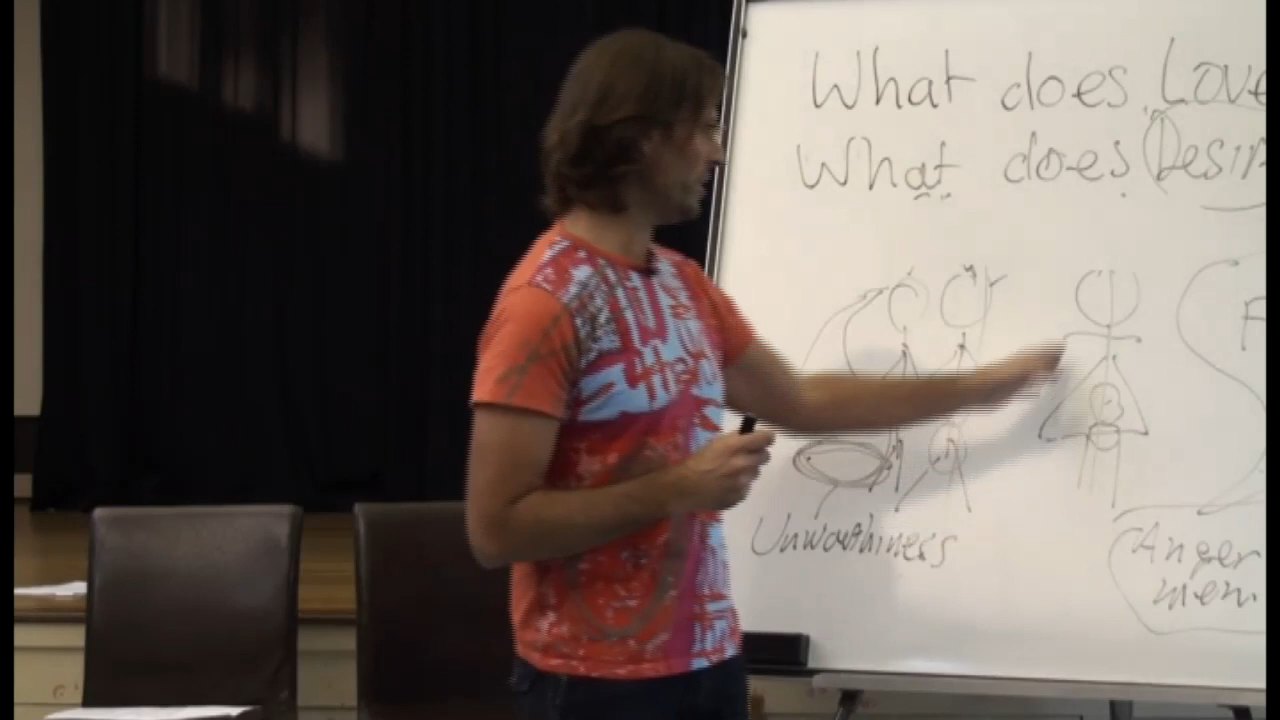 What does Love
What does Desir
B
F
Unworthiness
Anger
men.